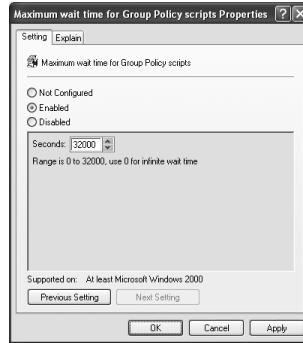 Maximum wait time for Group Policy scripts Properties
Setting Explain
Maximum wait time for Group Policy scripts
Not Configured
Enabled
Disabled
Seconds: 32000
Range is 0 to 32000, use 0 for infinite wait time
Supported on: At least Microsoft Windows 2000
Previous Setting Next Setting
OK Cancel Apply